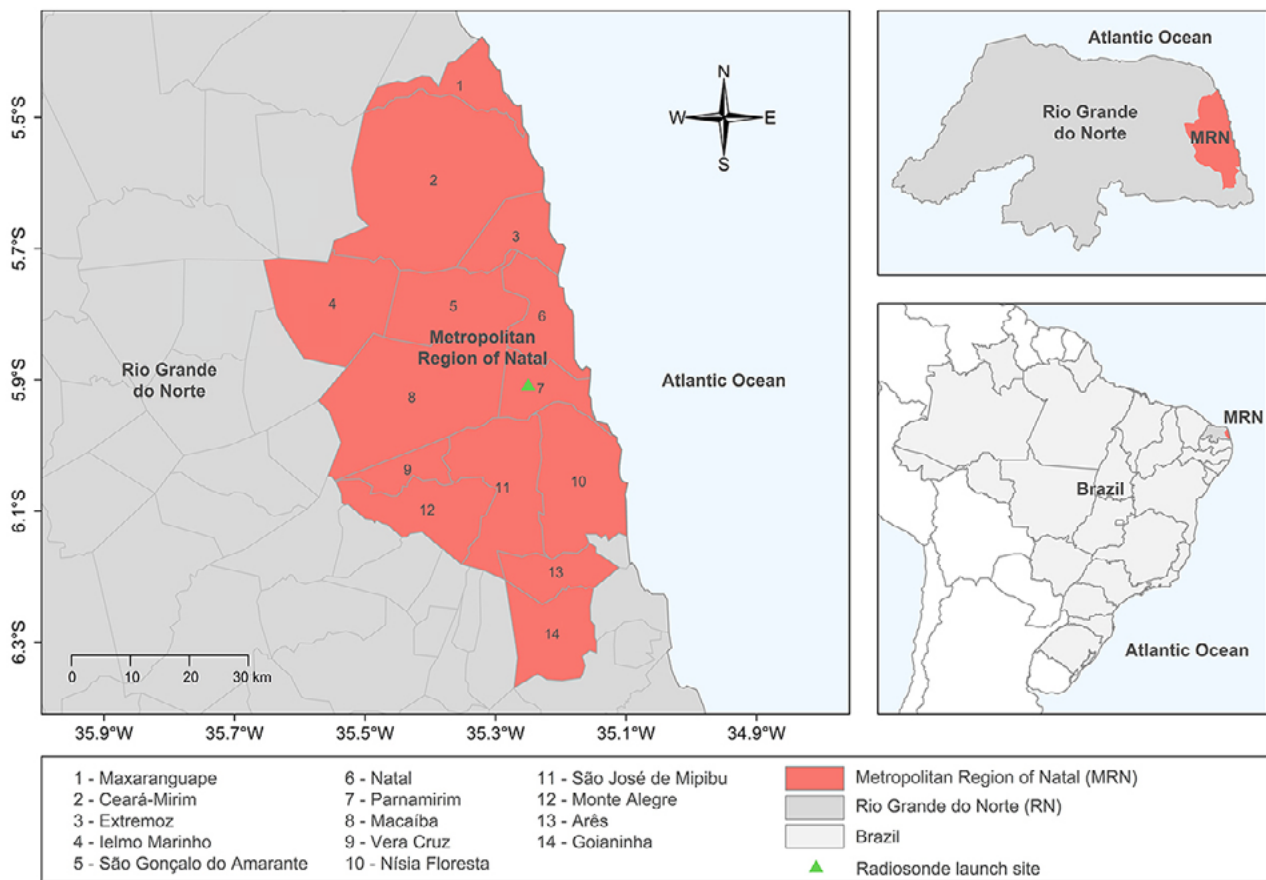 5.5°S
5.7°S
5.9°S
6.1°S
6.3°S
35.9°W
35.7°W
35.5°W
35.3°W
35.1°W
34.9°W
1
2
3
4
5
6
7
8
9
10
11
12
13
14
Metropolitan
Region of Natal
Rio Grande
do Norte
Atlantic Ocean
N
W
E
S
0
10
20
30 km
Atlantic Ocean
Rio Grande
do Norte
MRN
MRN
Brazil
Atlantic Ocean
1 - Maxaranguape
2 - Ceará-Mirim
3 - Extremoz
4 - Ielmo Marinho
5 - São Gonçalo do Amarante
6 - Natal
7 - Parnamirim
8 - Macaíba
9 - Vera Cruz
10 - Nísia Floresta
11 - São José de Mipibu
12 - Monte Alegre
13 - Arês
14 - Goianinha
Metropolitan Region of Natal (MRN)
Rio Grande do Norte (RN)
Brazil
Radiosonde launch site